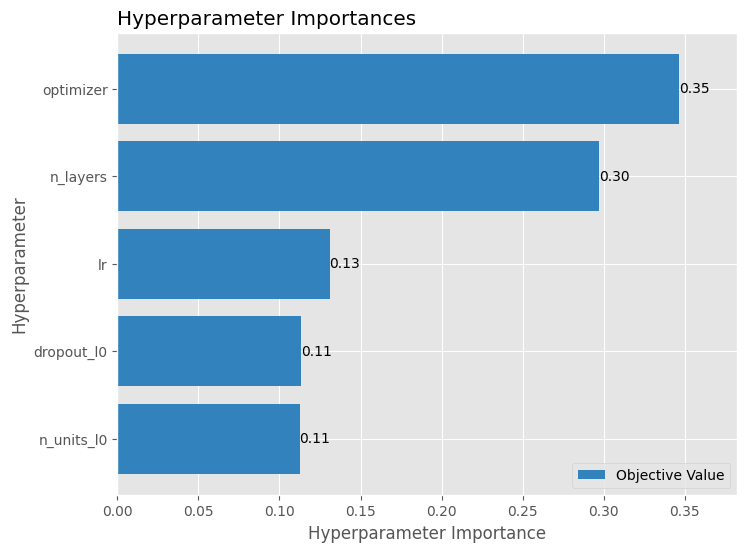 Hyperparameter Importances
Hyperparameter
optimizer
0.35
n_layers
0.30
lr
0.13
dropout_l0
0.11
n_units_l0
0.11
Objective Value
0.00 0.05 0.10 0.15 0.20 0.25 0.30 0.35
Hyperparameter Importance